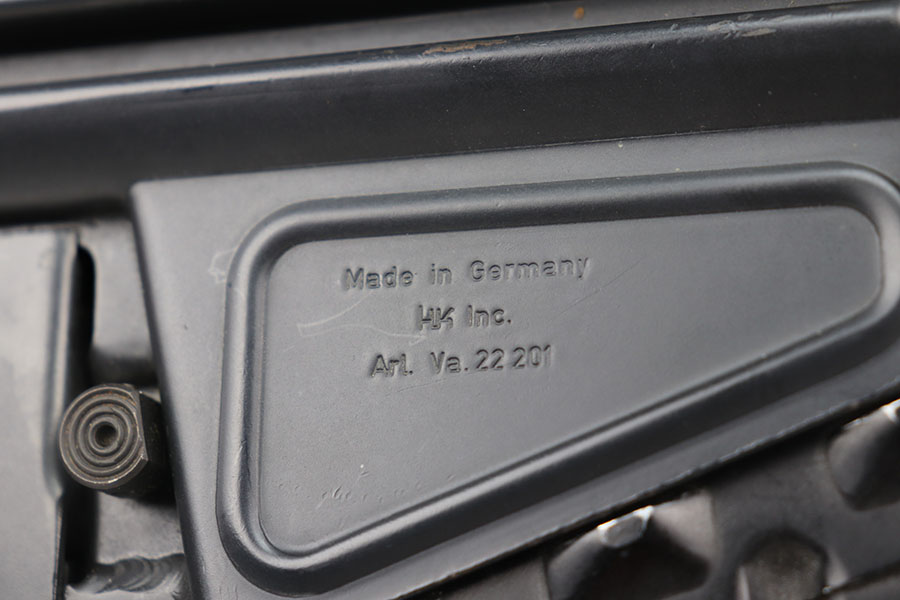 Made in Germany
HK Inc.
Arl. Va. 22 201